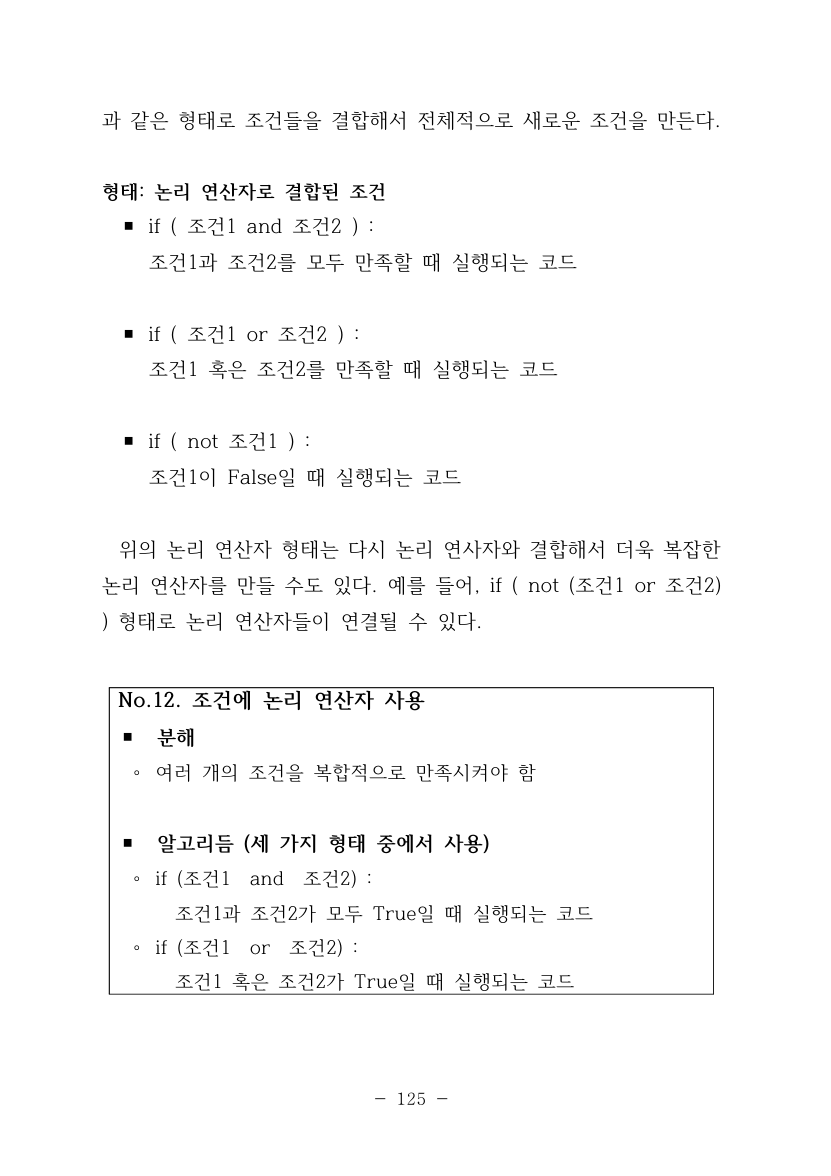 과 같은 형태로 조건들을 결합해서 전체적으로 새로운 조건을 만든다.
형태: 논리 연산자로 결합된 조건
▪ if ( 조건1 and 조건2 ) :
조건1과 조건2를 모두 만족할 때 실행되는 코드
▪ if ( 조건1 or 조건2 ) :
조건1 혹은 조건2를 만족할 때 실행되는 코드
▪ if ( not 조건1 ) :
조건1이 False일 때 실행되는 코드
위의 논리 연산자 형태는 다시 논리 연사자와 결합해서 더욱 복잡한
논리 연산자를 만들 수도 있다. 예를 들어, if ( not (조건1 or 조건2)
) 형태로 논리 연산자들이 연결될 수 있다.
No.12. 조건에 논리 연산자 사용
▪ 분해
◦ 여러 개의 조건을 복합적으로 만족시켜야 함
▪ 알고리듬 (세 가지 형태 중에서 사용)
◦ if (조건1 and 조건2) :
조건1과 조건2가 모두 True일 때 실행되는 코드
◦ if (조건1 or 조건2) :
조건1 혹은 조건2가 True일 때 실행되는 코드
- 125 -